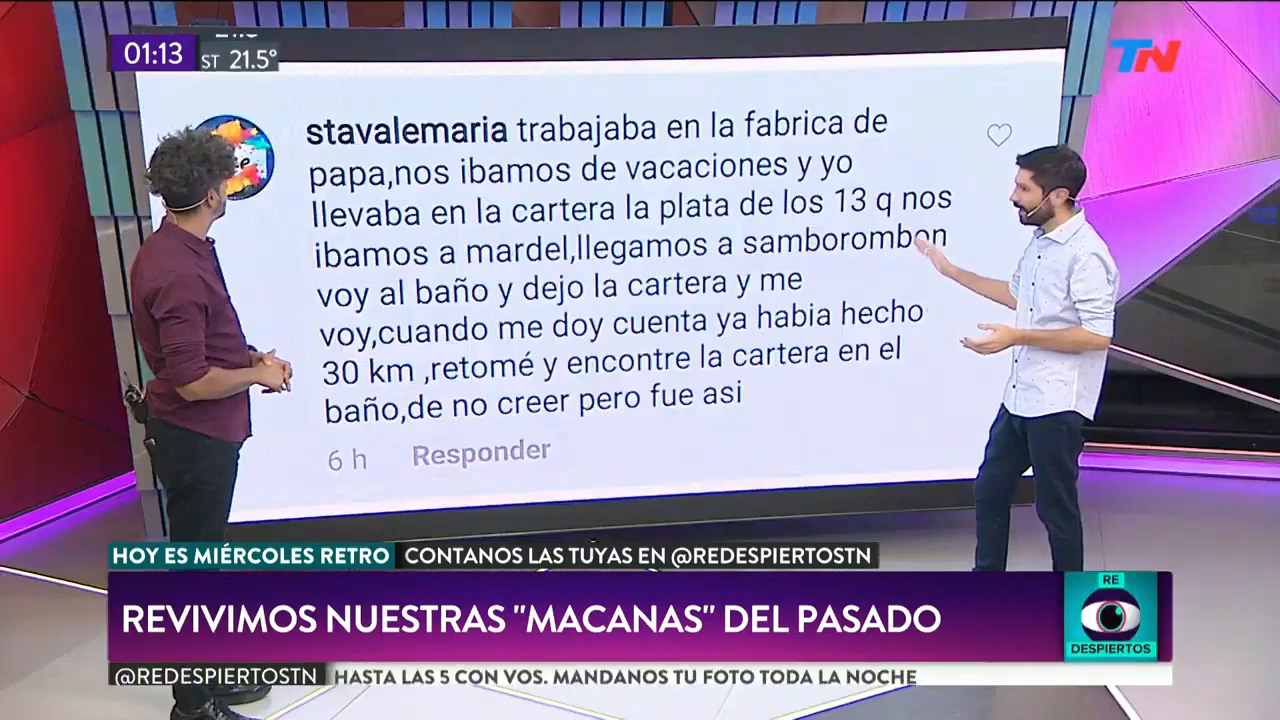 01:13
ST 21.5°
TN
stavalemaria trabajaba en la fabrica de
papa,nos ibamos de vacaciones y yo
llevaba en la cartera la plata de los 13 q nos
ibamos a mardel,llegamos a samborombon
voy al baño y dejo la cartera y me
voy,cuando me doy cuenta ya habia hecho
30 km ,retomé y encontre la cartera en el
baño,de no creer pero fue asi
6 h Responder
HOY ES MIÉRCOLES RETRO CONTANOS LAS TUYAS EN @REDESPIERTOSTN
REVIVIMOS NUESTRAS "MACANAS" DEL PASADO
RE
DESPIERTOS
@REDESPIERTOSTN HASTA LAS 5 CON VOS. MANDANOS TU FOTO TODA LA NOCHE